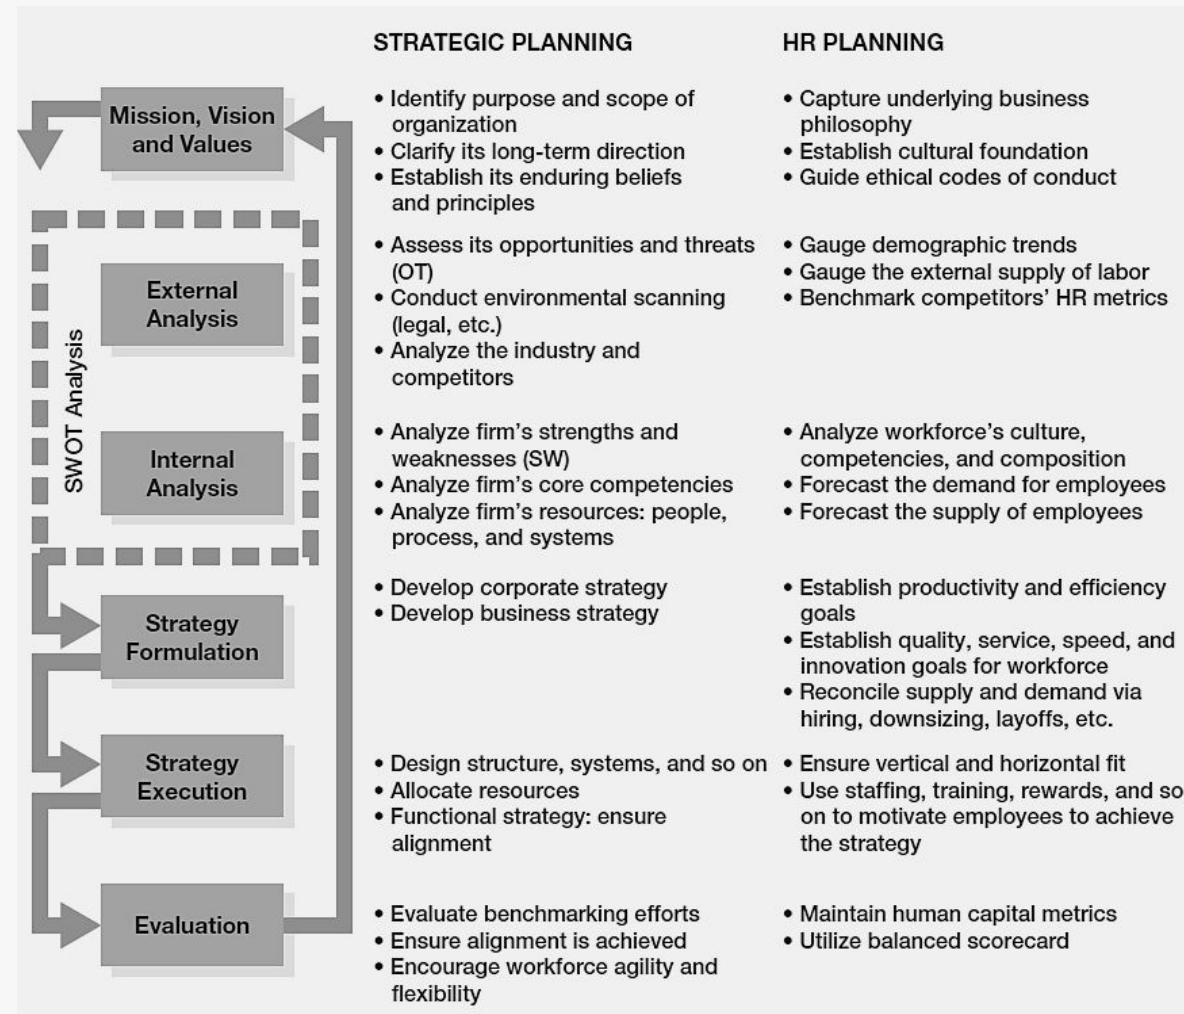 STRATEGIC PLANNING
HR PLANNING
Mission, Vision
and Values
• Identify purpose and scope of
organization
• Clarify its long-term direction
• Establish its enduring beliefs
and principles
• Capture underlying business
philosophy
• Establish cultural foundation
• Guide ethical codes of conduct
SWOT Analysis
External
Analysis
• Assess its opportunities and threats
(OT)
• Conduct environmental scanning
(legal, etc.)
• Analyze the industry and
competitors
• Gauge demographic trends
• Gauge the external supply of labor
• Benchmark competitors’ HR metrics
Internal
Analysis
• Analyze firm’s strengths and
weaknesses (SW)
• Analyze firm’s core competencies
• Analyze firm’s resources: people,
process, and systems
• Analyze workforce’s culture,
competencies, and composition
• Forecast the demand for employees
• Forecast the supply of employees
Strategy
Formulation
• Develop corporate strategy
• Develop business strategy
• Establish productivity and efficiency
goals
• Establish quality, service, speed, and
innovation goals for workforce
• Reconcile supply and demand via
hiring, downsizing, layoffs, etc.
Strategy
Execution
• Design structure, systems, and so on
• Allocate resources
• Functional strategy: ensure
alignment
• Ensure vertical and horizontal fit
• Use staffing, training, rewards, and so
on to motivate employees to achieve
the strategy
Evaluation
• Evaluate benchmarking efforts
• Ensure alignment is achieved
• Encourage workforce agility and
flexibility
• Maintain human capital metrics
• Utilize balanced scorecard